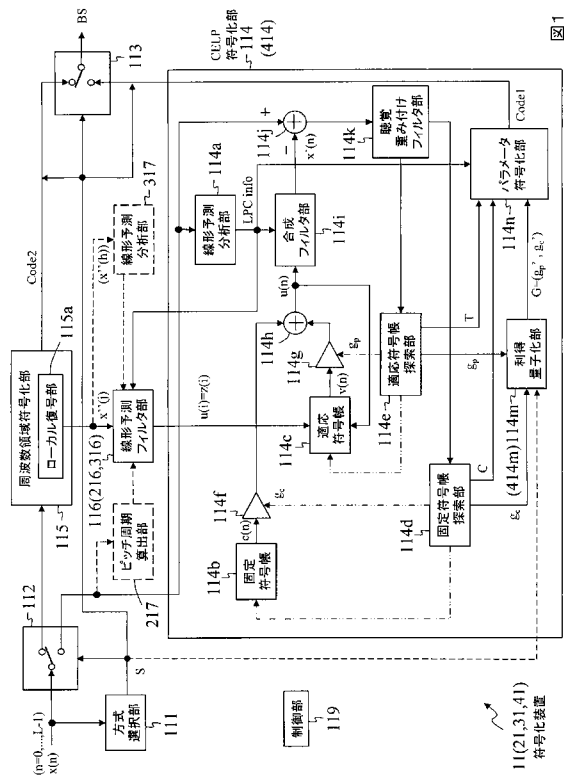 図1
BS
113
CELP
符号化部
114
(414)
Code2
Code1
115a
周波数領域符号化部
ローカル復号部
115
x''(i)
(x''(h))
線形予測
分析部
317
線形予測
フィルタ部
116(216,316)
ピッチ周期
算出部
217
112
S
(n=0,...,L-1)
x(n)
方式
選択部
111
制御部
119
11(21,31,41)
符号化装置
線形予測
分析部
114a
LPC info
+
−
114j
x'(n)
聴覚
重み付け
フィルタ部
114k
合成
フィルタ部
114i
u(n)
114h
114g
gp
v(n)
u(i)=z(i)
適応
符号帳
114c
適応符号帳
探索部
114e
T
gp
114f
gc
c(n)
固定
符号帳
114b
固定符号帳
探索部
114d
C
gc
利得
量子化部
114m
(414m)
G=(gp', gc')
パラメータ
符号化部
114n